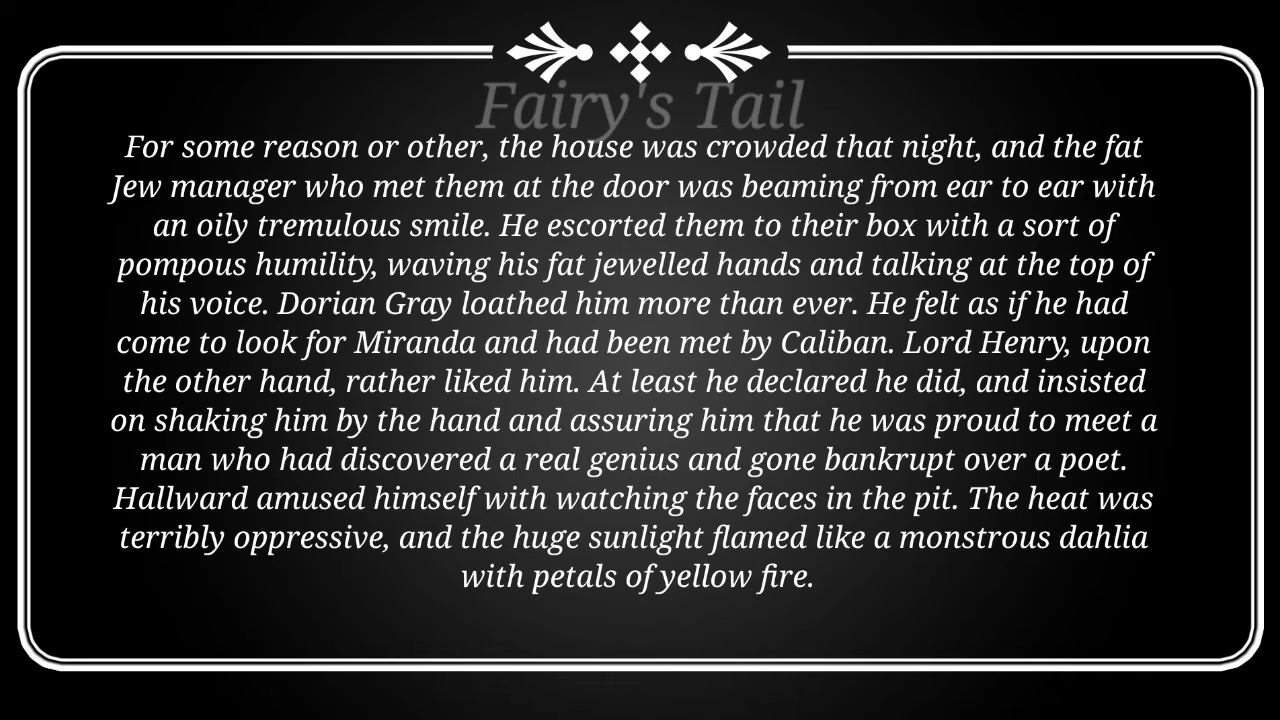 Fairy's Tail
For some reason or other, the house was crowded that night, and the fat
Jew manager who met them at the door was beaming from ear to ear with
an oily tremulous smile. He escorted them to their box with a sort of
pompous humility, waving his fat jewelled hands and talking at the top of
his voice. Dorian Gray loathed him more than ever. He felt as if he had
come to look for Miranda and had been met by Caliban. Lord Henry, upon
the other hand, rather liked him. At least he declared he did, and insisted
on shaking him by the hand and assuring him that he was proud to meet a
man who had discovered a real genius and gone bankrupt over a poet.
Hallward amused himself with watching the faces in the pit. The heat was
terribly oppressive, and the huge sunlight flamed like a monstrous dahlia
with petals of yellow fire.